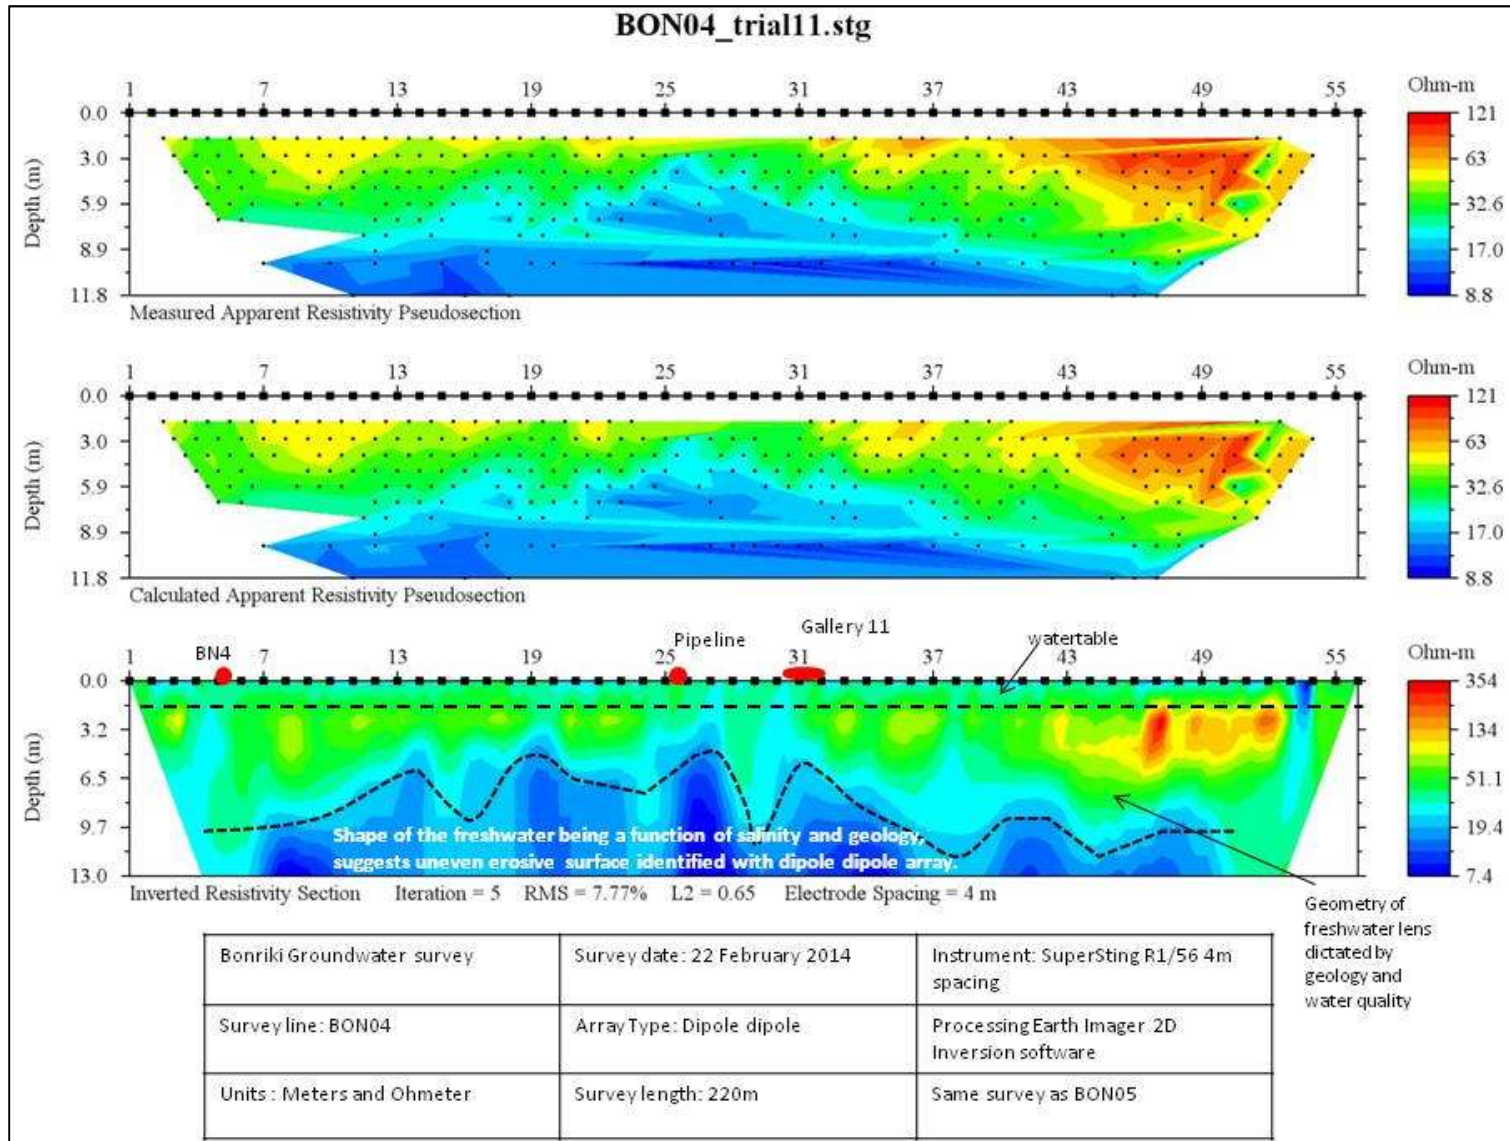 BON04_trial11.stg
1 7 13 19 25 31 37 43 49 55
Ohm-m
Depth (m)
0.0
3.0
5.9
8.9
11.8
121
63
32.6
17.0
8.8
Measured Apparent Resistivity Pseudosection
1 7 13 19 25 31 37 43 49 55
Ohm-m
Depth (m)
0.0
3.0
5.9
8.9
11.8
121
63
32.6
17.0
8.8
Calculated Apparent Resistivity Pseudosection
BN4
Pipeline
Gallery 11
watertable
1 7 13 19 25 31 37 43 49 55
Ohm-m
Depth (m)
0.0
3.2
6.5
9.7
13.0
354
134
51.1
19.4
7.4
Shape of the freshwater being a function of salinity and geology,
suggests uneven erosive surface identified with dipole dipole array.
Inverted Resistivity Section Iteration = 5 RMS = 7.77% L2 = 0.65 Electrode Spacing = 4 m
Geometry of
freshwater lens
dictated by
geology and
water quality
Bonriki Groundwater survey
Survey date: 22 February 2014
Instrument: SuperSting R1/56 4m
spacing
Survey line: BON04
Array Type: Dipole dipole
Processing Earth Imager 2D
Inversion software
Units : Meters and Ohmeter
Survey length: 220m
Same survey as BON05